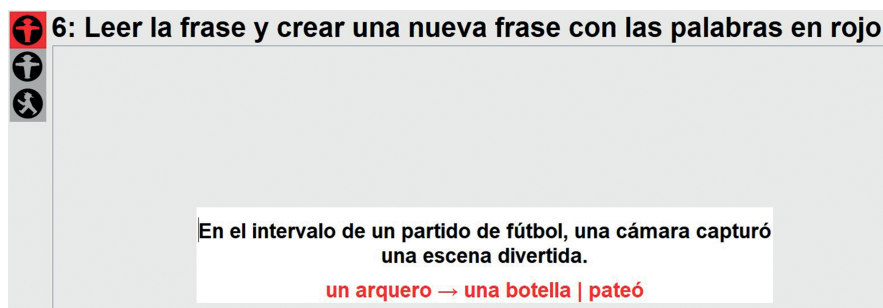 6: Leer la frase y crear una nueva frase con las palabras en rojo
En el intervalo de un partido de fútbol, una cámara capturó
una escena divertida.
un arquero → una botella | pateó